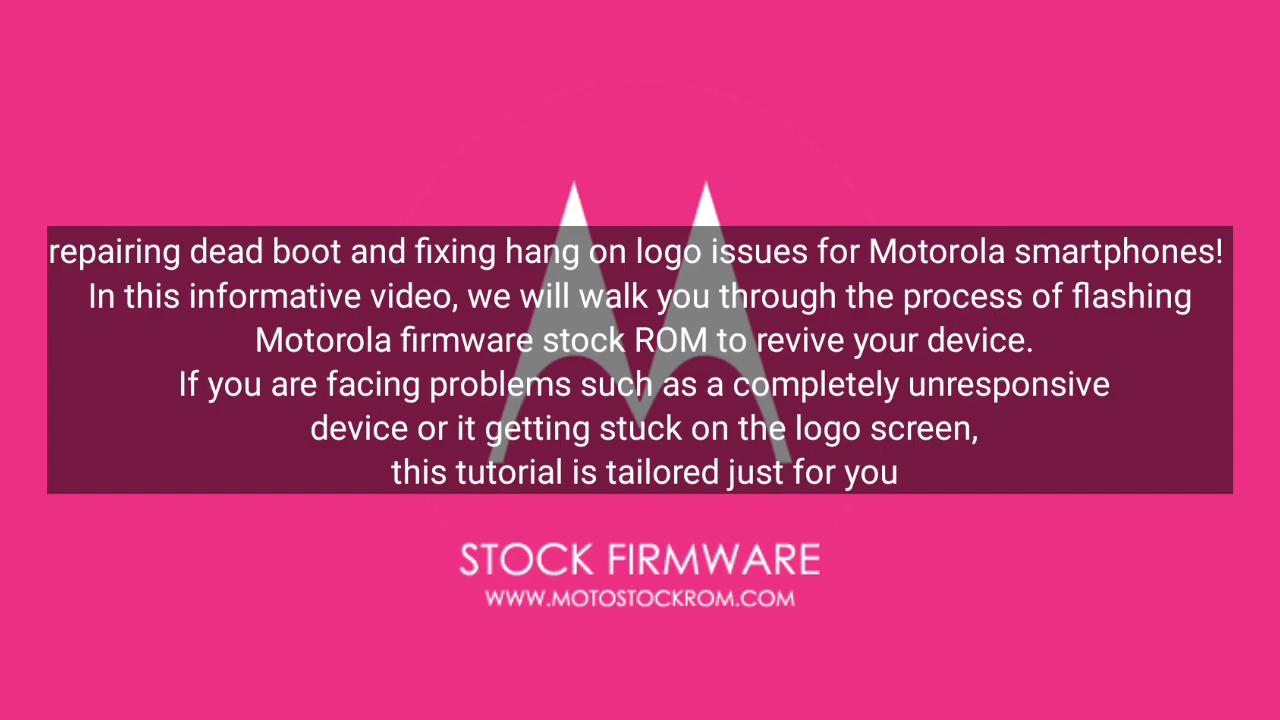 repairing dead boot and fixing hang on logo issues for Motorola smartphones!
In this informative video, we will walk you through the process of flashing
Motorola firmware stock ROM to revive your device.
If you are facing problems such as a completely unresponsive
device or it getting stuck on the logo screen,
this tutorial is tailored just for you
STOCK FIRMWARE
WWW.MOTOSTOCKROM.COM